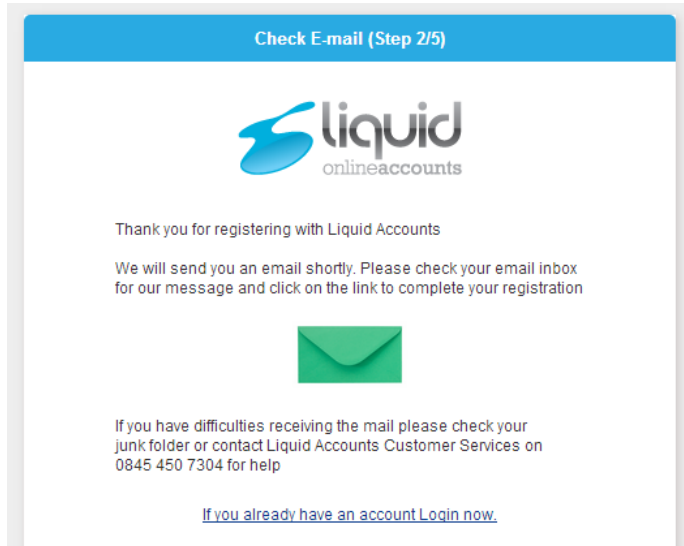 Check E-mail (Step 2/5)
liquid
onlineaccounts
Thank you for registering with Liquid Accounts
We will send you an email shortly. Please check your email inbox
for our message and click on the link to complete your registration
If you have difficulties receiving the mail please check your
junk folder or contact Liquid Accounts Customer Services on
0845 450 7304 for help
If you already have an account Login now.